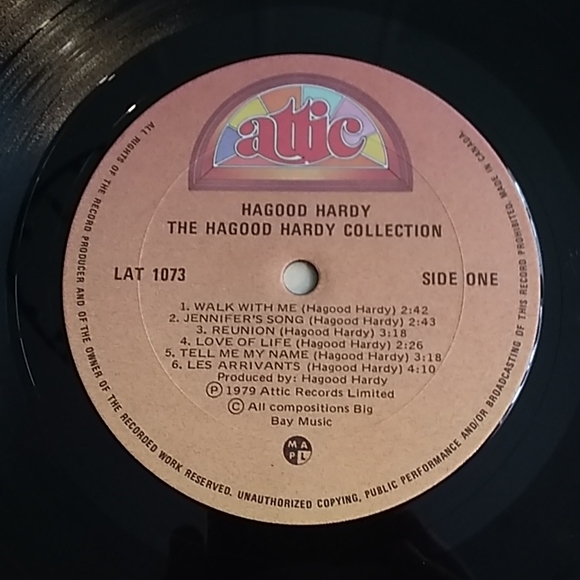 attic
HAGOOD HARDY
THE HAGOOD HARDY COLLECTION
LAT 1073
SIDE ONE
1. WALK WITH ME (Hagood Hardy) 2:42
2. JENNIFER'S SONG (Hagood Hardy) 2:43
3. REUNION (Hagood Hardy) 3:18
4. LOVE OF LIFE (Hagood Hardy) 2:26
5. TELL ME MY NAME (Hagood Hardy) 3:18
6. LES ARRIVANTS (Hagood Hardy) 4:10
Produced by: Hagood Hardy
Ⓟ 1979 Attic Records Limited
© All compositions Big
Bay Music
M A
P L
ALL RIGHTS OF THE RECORD PRODUCER AND OF THE OWNER OF THE RECORDED WORK RESERVED. UNAUTHORIZED COPYING, PUBLIC PERFORMANCE AND/OR BROADCASTING OF THIS RECORD PROHIBITED. MADE IN CANADA.